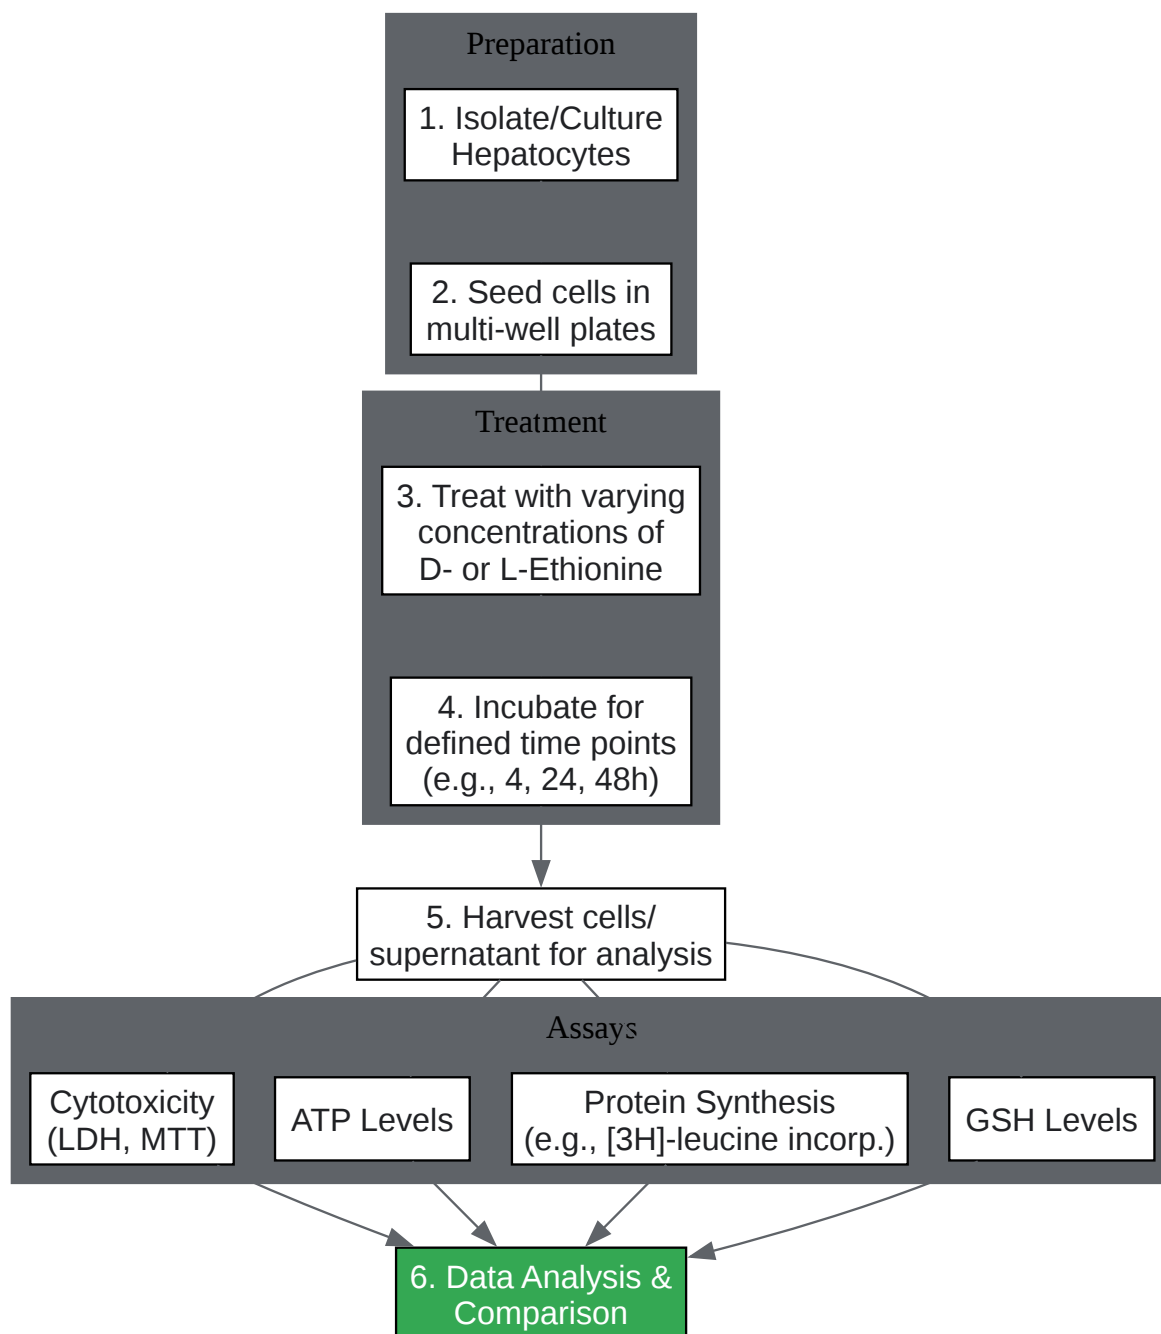 Preparation
1. Isolate/Culture
Hepatocytes
2. Seed cells in
multi-well plates
Treatment
3. Treat with varying
concentrations of
D- or L-Ethionine
4. Incubate for
defined time points
(e.g., 4, 24, 48h)
5. Harvest cells/
supernatant for analysis
Assays
Cytotoxicity
(LDH, MTT)
ATP Levels
Protein Synthesis
(e.g., [3H]-leucine incorp.)
GSH Levels
6. Data Analysis &
Comparison